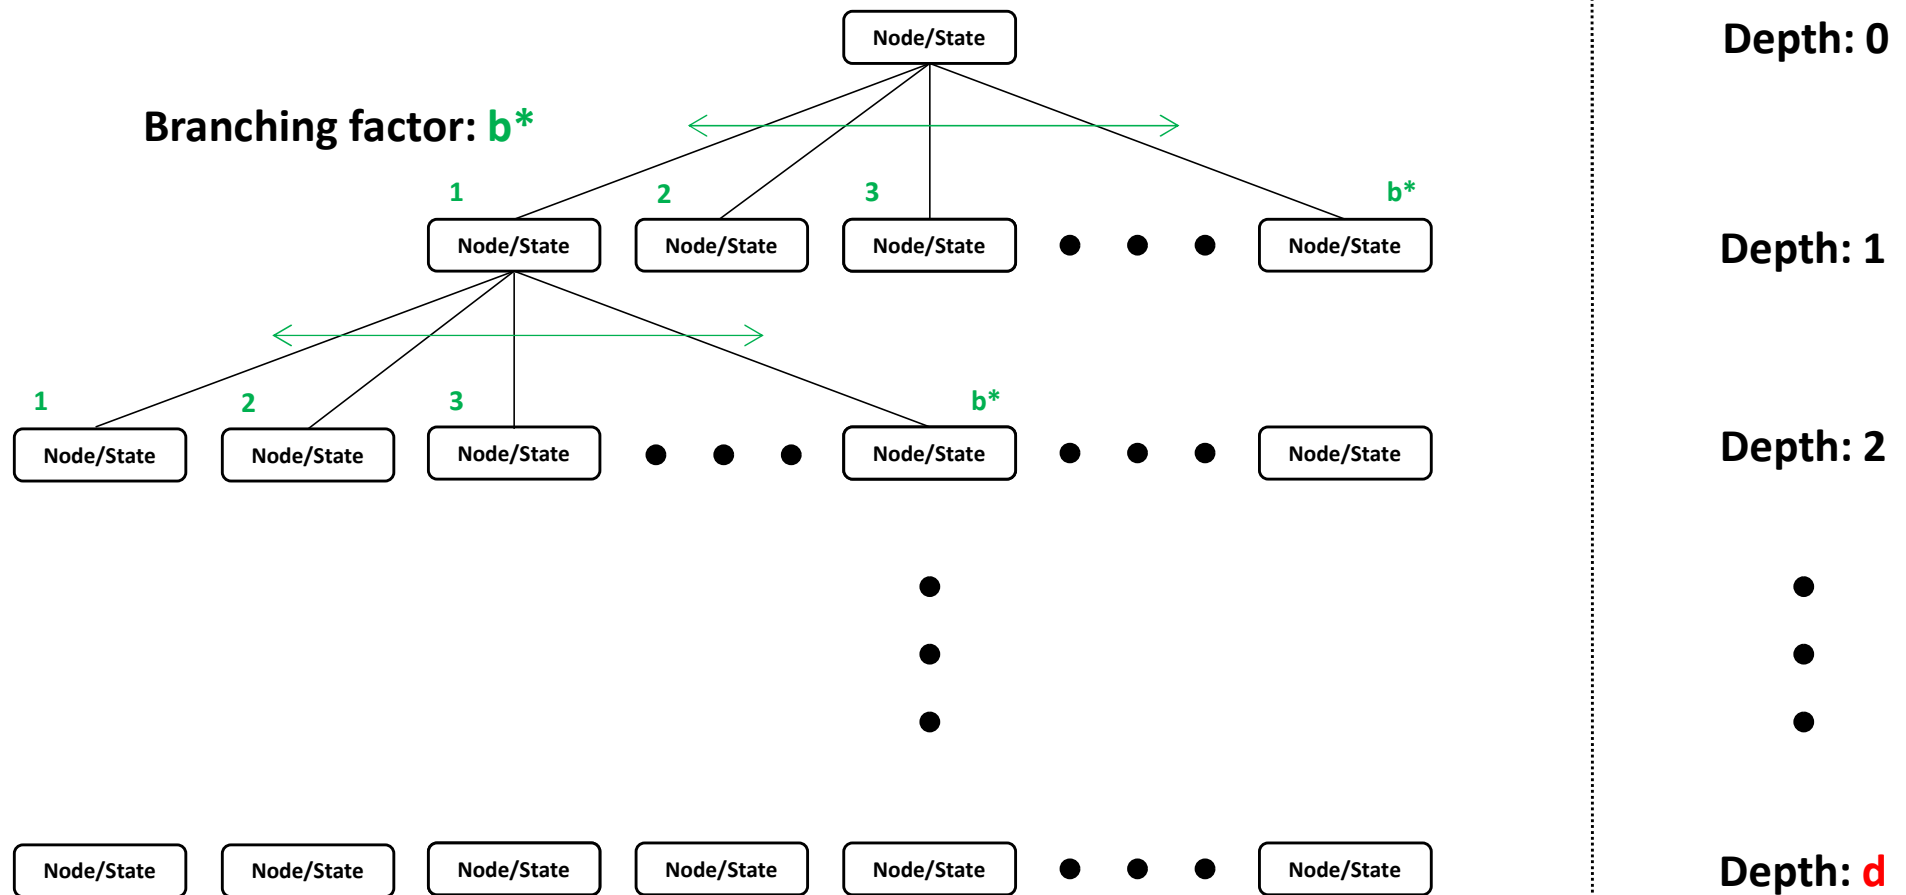 Node/State
Depth: 0
Branching factor: b*
1 2 3 b*
Node/State Node/State Node/State Node/State
Depth: 1
1 2 3 b*
Node/State Node/State Node/State Node/State Node/State
Depth: 2
Node/State Node/State Node/State Node/State Node/State Node/State
Depth: d